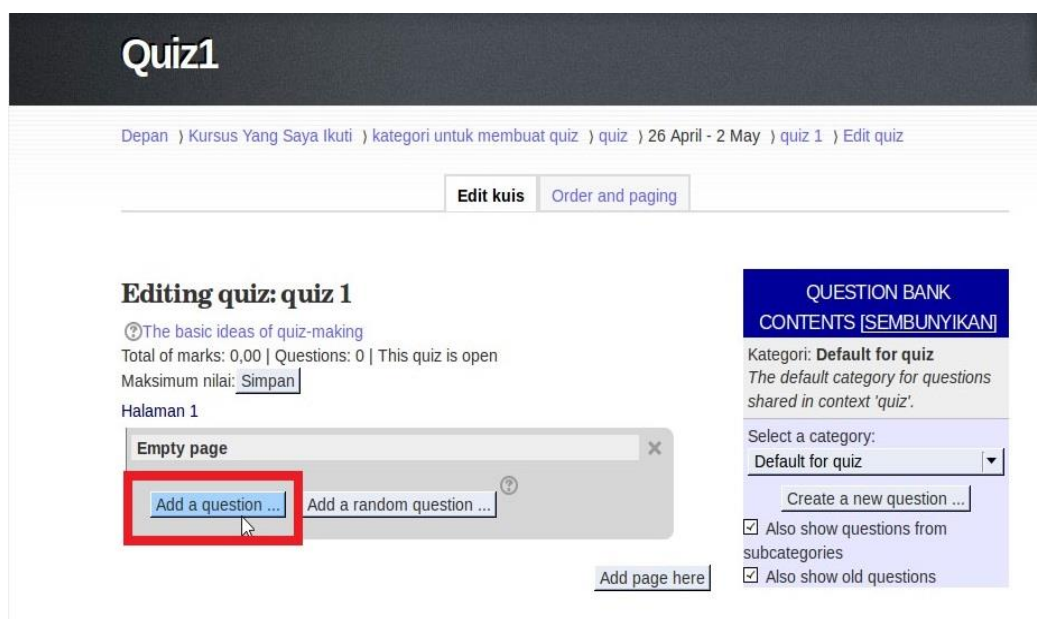 Quiz1
Depan ⟩ Kursus Yang Saya Ikuti ⟩ kategori untuk membuat quiz ⟩ quiz ⟩ 26 April - 2 May ⟩ quiz 1 ⟩ Edit quiz
Edit kuis Order and paging
Editing quiz: quiz 1
The basic ideas of quiz-making
Total of marks: 0,00 | Questions: 0 | This quiz is open
Maksimum nilai: Simpan
Halaman 1
Empty page
Add a question ... Add a random question ...
Add page here
QUESTION BANK
CONTENTS [SEMBUNYIKAN]
Kategori: Default for quiz
The default category for questions
shared in context 'quiz'.
Select a category:
Default for quiz
Create a new question ...
Also show questions from
subcategories
Also show old questions